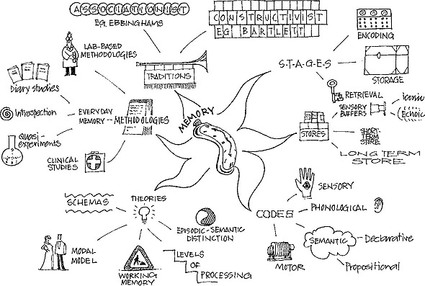 ASSOCIATIONIST
EG. EBBINGHAUS
CONSTRUCTIVIST
EG BARTLETT
TRADITIONS
LAB-BASED
METHODOLOGIES
Diary studies
Introspection
EVERYDAY
MEMORY
METHODOLOGIES
Quasi-
experiments
CLINICAL
STUDIES
MEMORY
S·T·A·G·E·S
ENCODING
STORAGE
RETRIEVAL
STORES
SENSORY
BUFFERS
Iconic
Echoic
SHORT
TERM
STORE
LONG TERM
STORE
THEORIES
SCHEMAS
MODAL
MODEL
WORKING
MEMORY
LEVELS
OF
PROCESSING
EPISODIC-SEMANTIC
DISTINCTION
CODES
SENSORY
PHONOLOGICAL
SEMANTIC
Declarative
Propositional
MOTOR